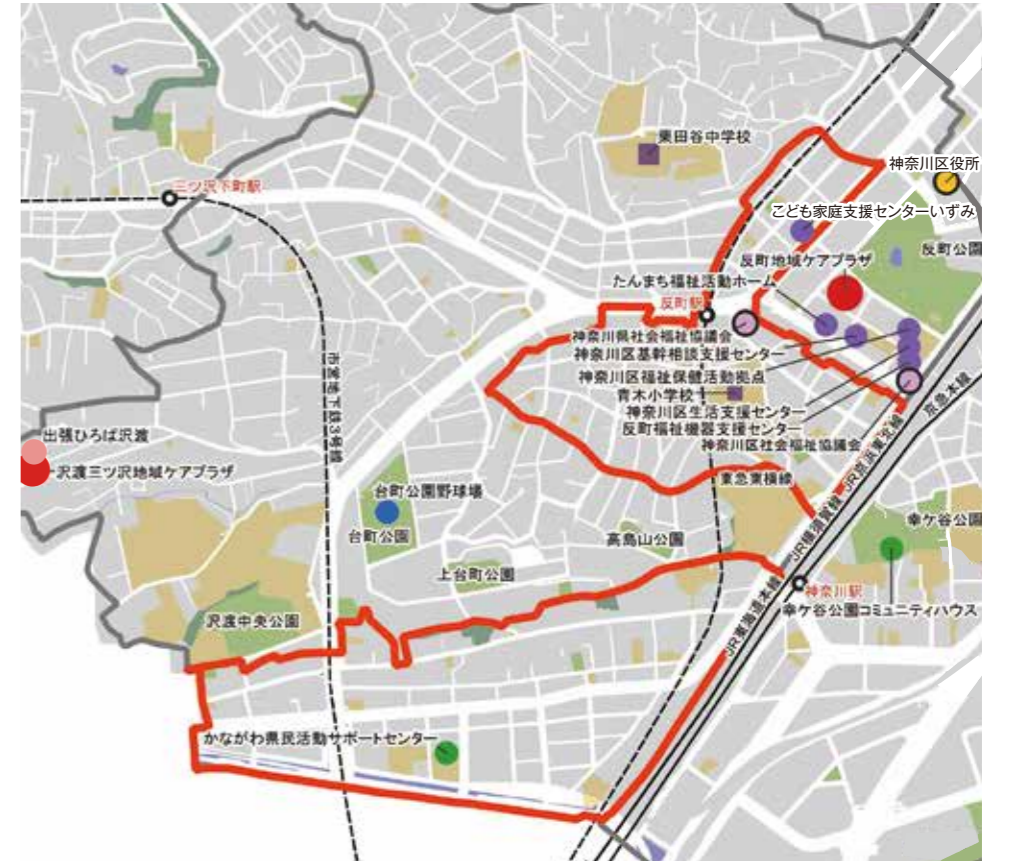 栗田谷中学校
神奈川区役所
三ツ沢下町駅
こども家庭支援センターいずみ
反町公園
反町地域ケアプラザ
たんまち福祉活動ホーム
反町駅
神奈川県社会福祉協議会
神奈川区基幹相談支援センター
神奈川区福祉保健活動拠点
青木小学校
神奈川区生活支援センター
反町福祉機器支援センター
神奈川区社会福祉協議会
市営地下鉄3号線
京急本線
JR京浜東北線
出張ひろば沢渡
沢渡三ツ沢地域ケアプラザ
東急東横線
台町公園野球場
台町公園
JR横須賀線
幸ケ谷公園
高島山公園
上台町公園
神奈川駅
幸ケ谷公園コミュニティハウス
沢渡中央公園
JR東海道本線
かながわ県民活動サポートセンター